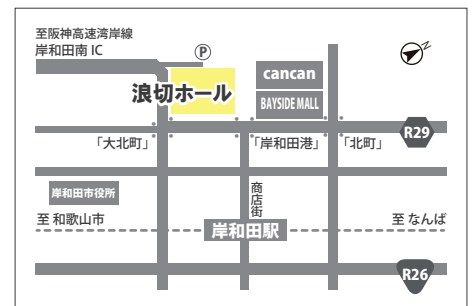 至阪神高速湾岸線
岸和田南 IC
P
Z
浪切ホール
cancan
BAYSIDE MALL
R29
「大北町」
「岸和田港」
「北町」
岸和田市役所
商店街
至 和歌山市
至 なんば
岸和田駅
R26